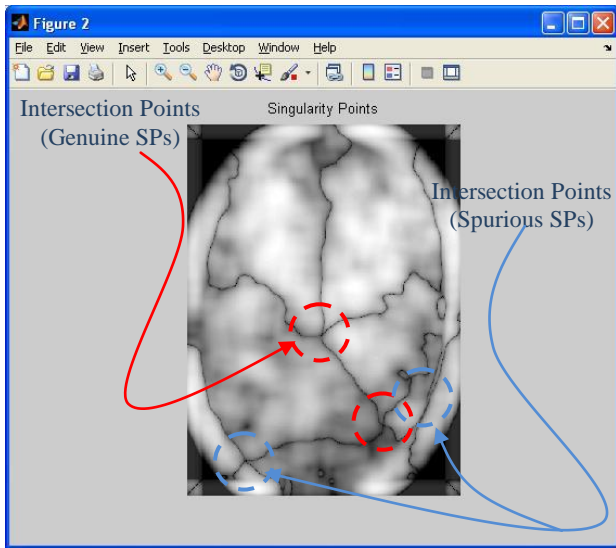 Figure 2
File Edit View Insert Tools Desktop Window Help
Singularity Points
Intersection Points
(Genuine SPs)
Intersection Points
(Spurious SPs)